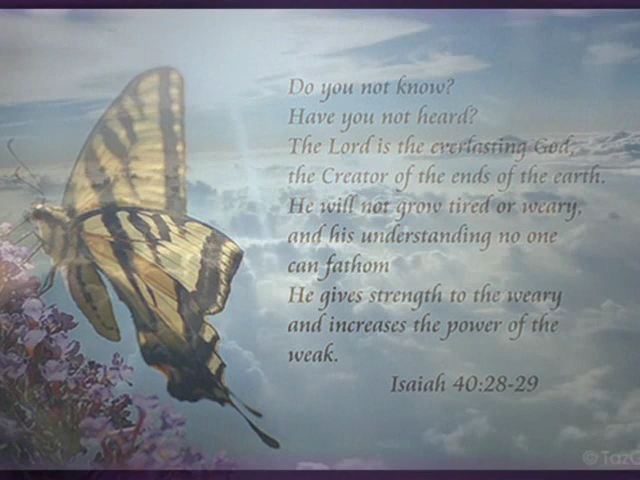 Do you not know?
Have you not heard?
The Lord is the everlasting God,
the Creator of the ends of the earth.
He will not grow tired or weary,
and his understanding no one
can fathom
He gives strength to the weary
and increases the power of the
weak.
Isaiah 40:28-29
©TazG